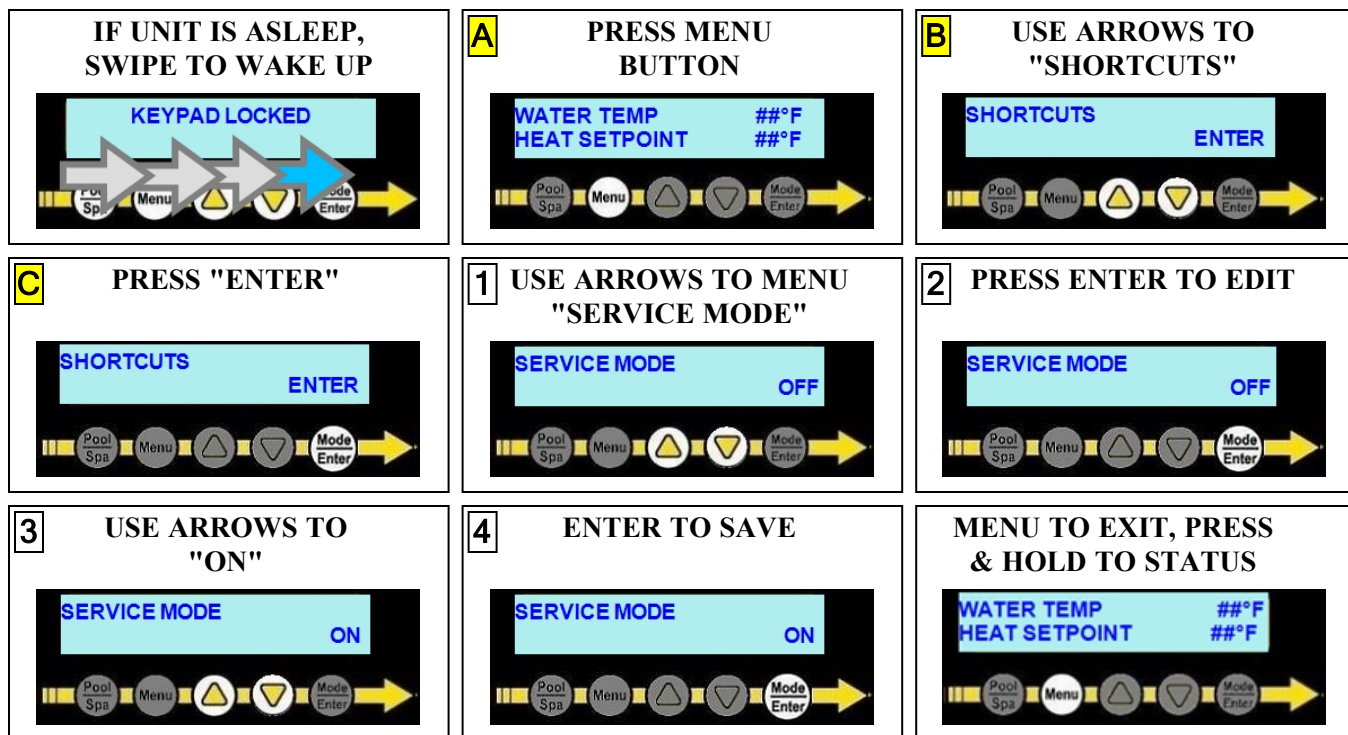 IF UNIT IS ASLEEP,
SWIPE TO WAKE UP
KEYPAD LOCKED
Pool
Spa
Menu
Mode
Enter
A
PRESS MENU
BUTTON
WATER TEMP ##°F
HEAT SETPOINT ##°F
Pool
Spa
Menu
Mode
Enter
B
USE ARROWS TO
"SHORTCUTS"
SHORTCUTS
ENTER
Pool
Spa
Menu
Mode
Enter
C
PRESS "ENTER"
SHORTCUTS
ENTER
Pool
Spa
Menu
Mode
Enter
1
USE ARROWS TO MENU
"SERVICE MODE"
SERVICE MODE
OFF
Pool
Spa
Menu
Mode
Enter
2
PRESS ENTER TO EDIT
SERVICE MODE
OFF
Pool
Spa
Menu
Mode
Enter
3
USE ARROWS TO
"ON"
SERVICE MODE
ON
Pool
Spa
Menu
Mode
Enter
4
ENTER TO SAVE
SERVICE MODE
ON
Pool
Spa
Menu
Mode
Enter
MENU TO EXIT, PRESS
& HOLD TO STATUS
WATER TEMP ##°F
HEAT SETPOINT ##°F
Pool
Spa
Menu
Mode
Enter